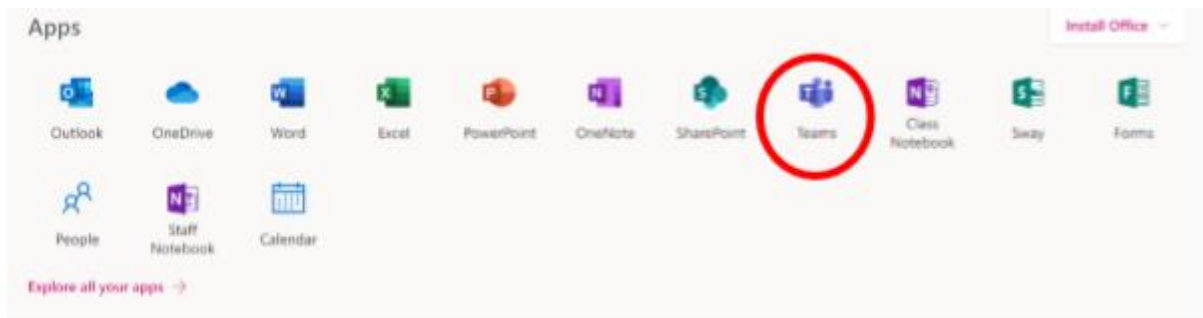 Apps
Install Office
Outlook
OneDrive
Word
Excel
PowerPoint
OneNote
SharePoint
Teams
Class
Notebook
Sway
Forms
People
Staff
Notebook
Calendar
Explore all your apps →